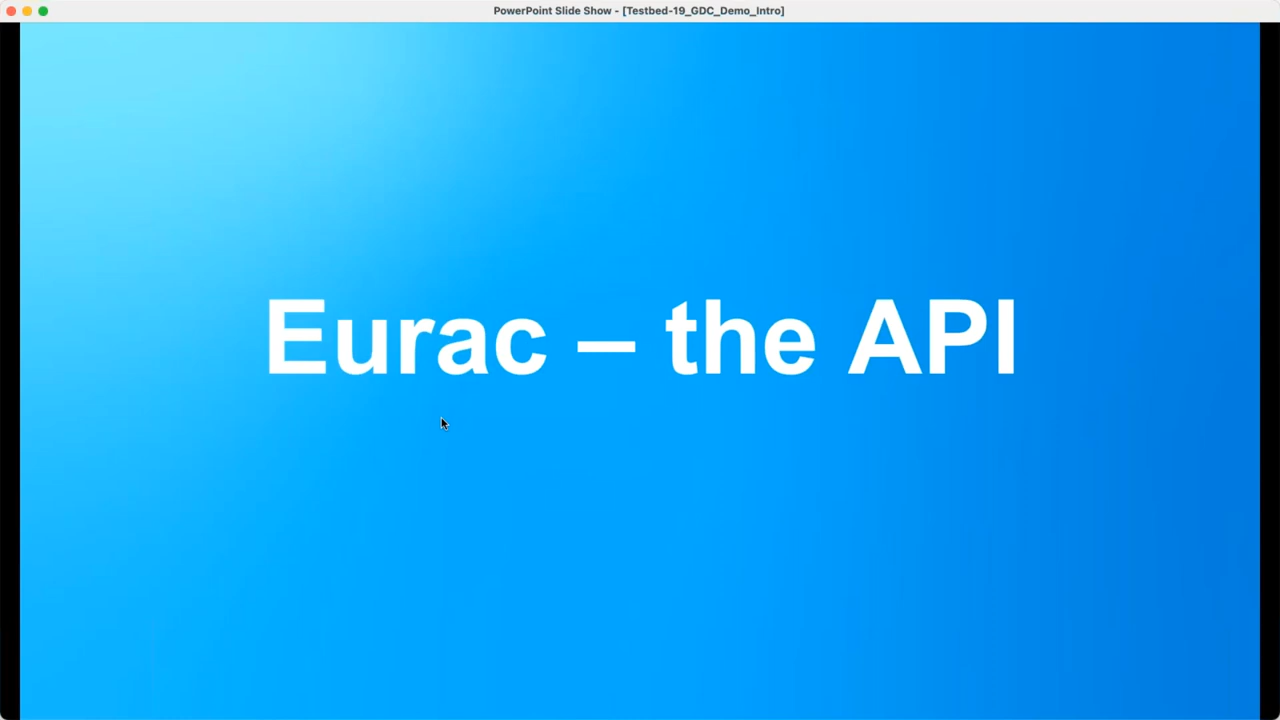 PowerPoint Slide Show - [Testbed-19_GDC_Demo_Intro]
Eurac – the API